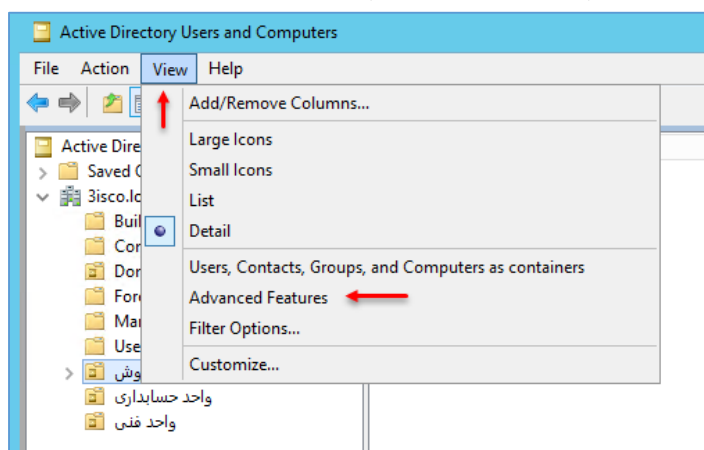 Active Directory Users and Computers
File Action View Help
Add/Remove Columns...
Large Icons
Small Icons
List
Detail
Users, Contacts, Groups, and Computers as containers
Advanced Features
Filter Options...
Customize...
Active Dire
Saved
3isco.lo
Buil
Dor
Fore
Use
وش
واحد حسابداری
واحد فنی